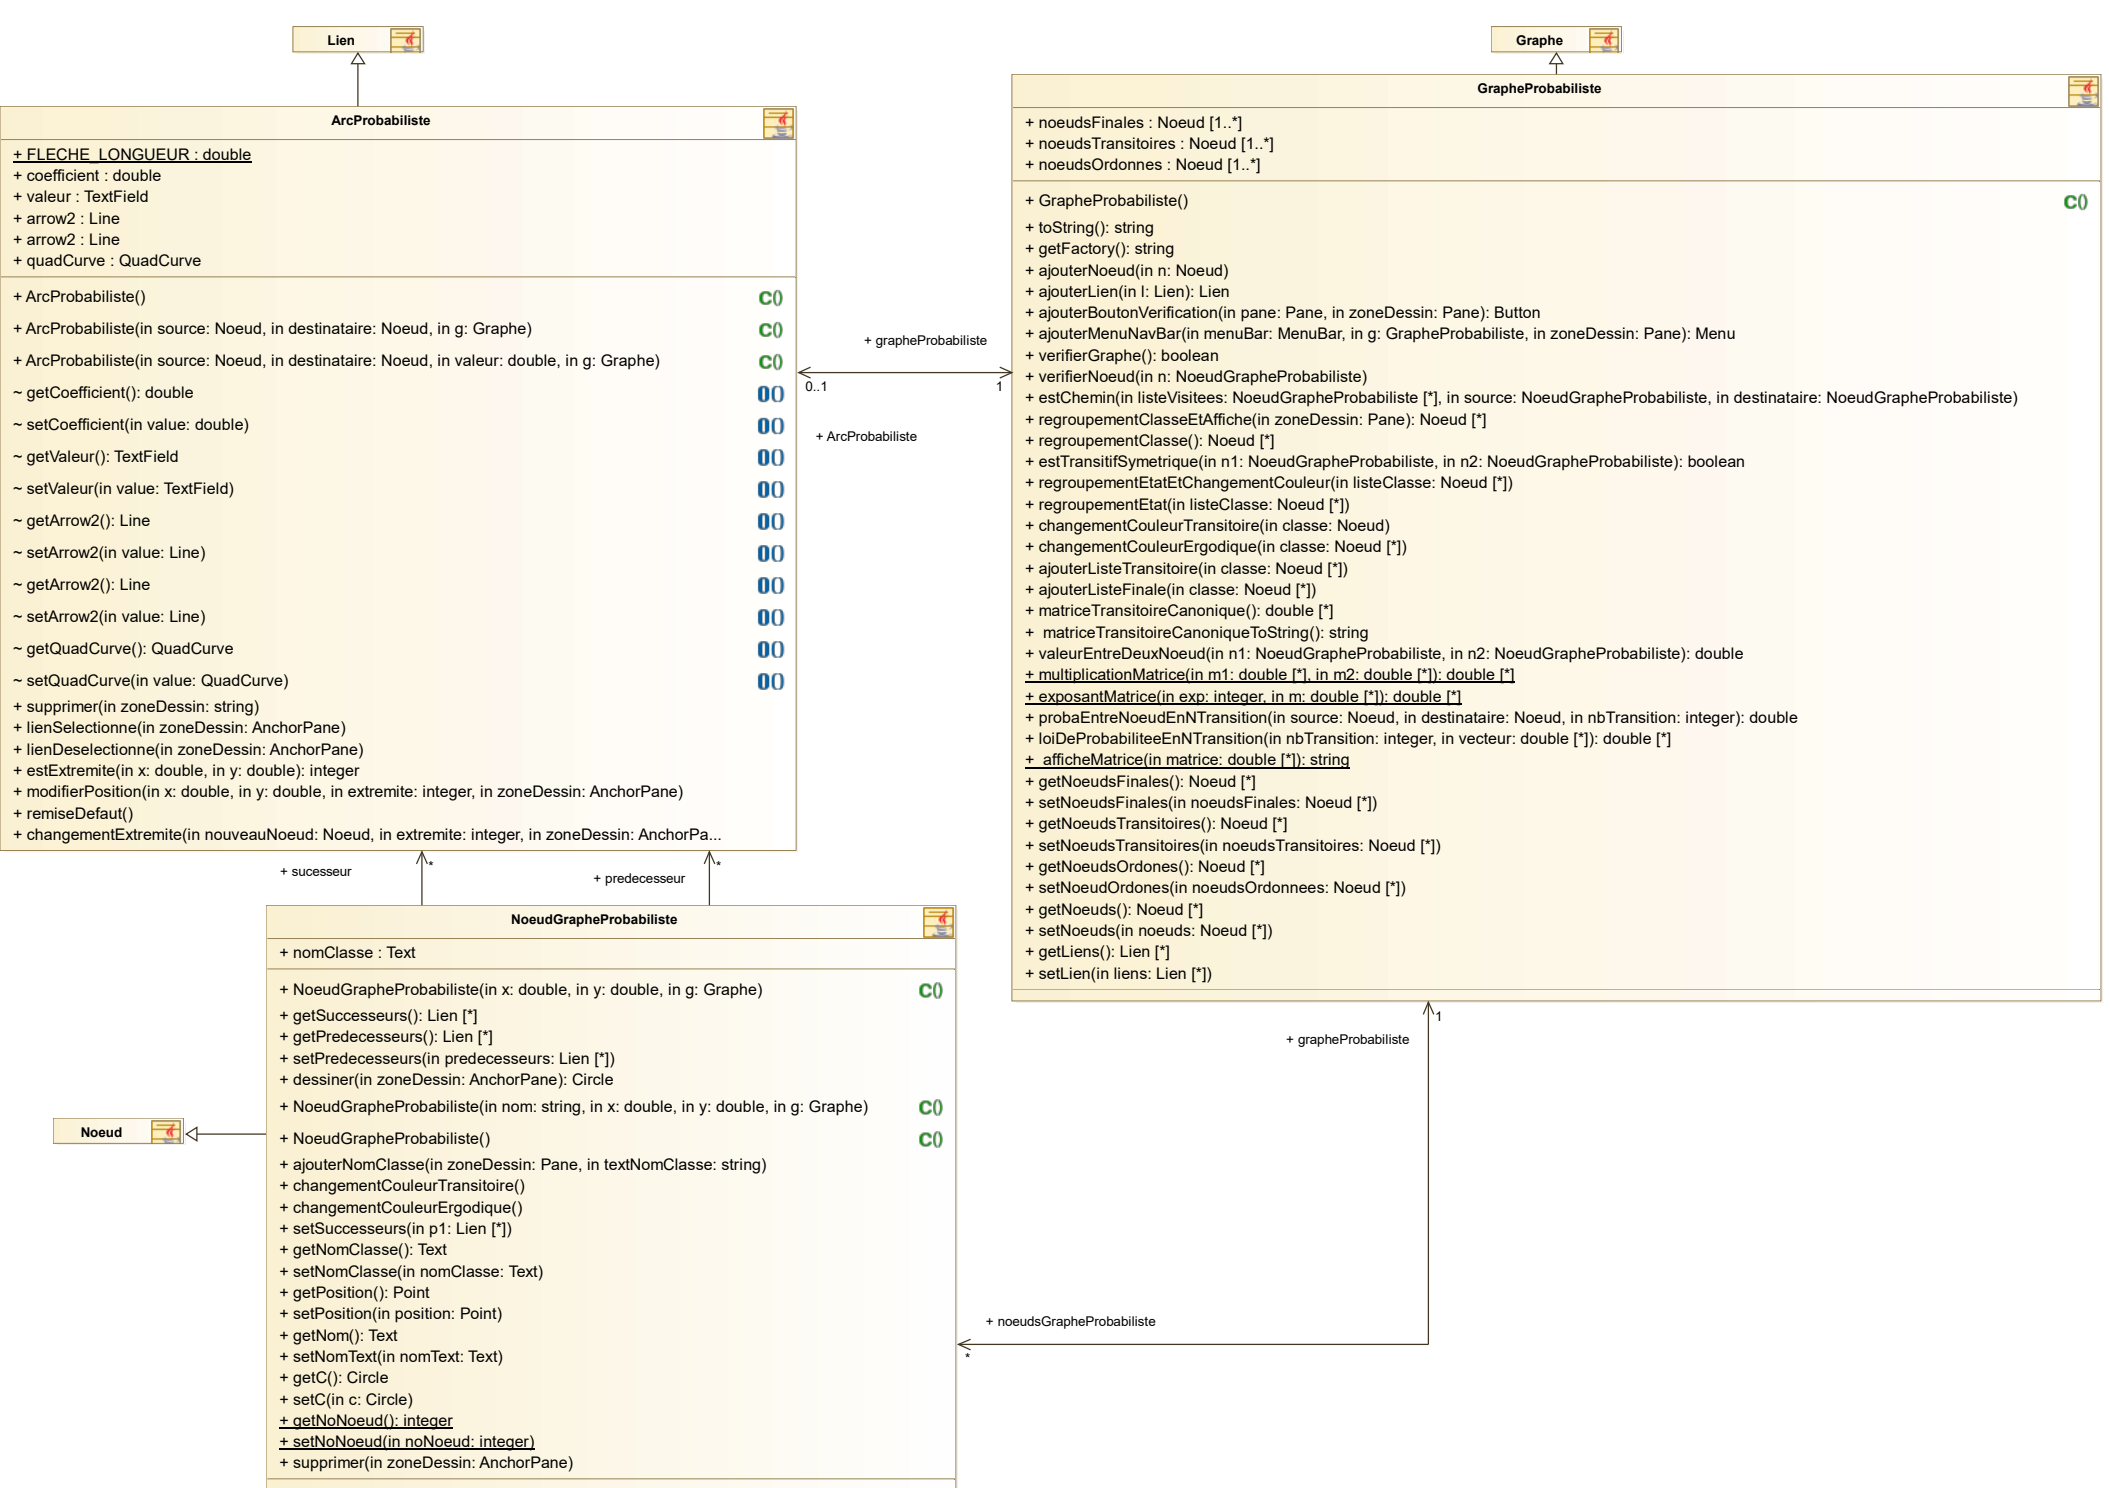 Lien
ArcProbabiliste
+ FLECHE_LONGUEUR : double
+ coefficient : double
+ valeur : TextField
+ arrow2 : Line
+ arrow2 : Line
+ quadCurve : QuadCurve
+ ArcProbabiliste()
C()
+ ArcProbabiliste(in source: Noeud, in destinataire: Noeud, in g: Graphe)
C()
+ ArcProbabiliste(in source: Noeud, in destinataire: Noeud, in valeur: double, in g: Graphe)
C()
~ getCoefficient(): double
~ setCoefficient(in value: double)
~ getValeur(): TextField
~ setValeur(in value: TextField)
~ getArrow2(): Line
~ setArrow2(in value: Line)
~ getArrow2(): Line
~ setArrow2(in value: Line)
~ getQuadCurve(): QuadCurve
~ setQuadCurve(in value: QuadCurve)
+ supprimer(in zoneDessin: string)
+ lienSelectionne(in zoneDessin: AnchorPane)
+ lienDeselectionne(in zoneDessin: AnchorPane)
+ estExtremite(in x: double, in y: double): integer
+ modifierPosition(in x: double, in y: double, in extremite: integer, in zoneDessin: AnchorPane)
+ remiseDefaut()
+ changementExtremite(in nouveauNoeud: Noeud, in extremite: integer, in zoneDessin: AnchorPa...
+ grapheProbabiliste
0..1
1
+ ArcProbabiliste
Graphe
GrapheProbabiliste
+ noeudsFinales : Noeud [1..*]
+ noeudsTransitoires : Noeud [1..*]
+ noeudsOrdonnes : Noeud [1..*]
+ GrapheProbabiliste()
C()
+ toString(): string
+ getFactory(): string
+ ajouterNoeud(in n: Noeud)
+ ajouterLien(in l: Lien): Lien
+ ajouterBoutonVerification(in pane: Pane, in zoneDessin: Pane): Button
+ ajouterMenuNavBar(in menuBar: MenuBar, in g: GrapheProbabiliste, in zoneDessin: Pane): Menu
+ verifierGraphe(): boolean
+ verifierNoeud(in n: NoeudGrapheProbabiliste)
+ estChemin(in listeVisitees: NoeudGrapheProbabiliste [*], in source: NoeudGrapheProbabiliste, in destinataire: NoeudGrapheProbabiliste)
+ regroupementClasseEtAffiche(in zoneDessin: Pane): Noeud [*]
+ regroupementClasse(): Noeud [*]
+ estTransitifSymetrique(in n1: NoeudGrapheProbabiliste, in n2: NoeudGrapheProbabiliste): boolean
+ regroupementEtatEtChangementCouleur(in listeClasse: Noeud [*])
+ regroupementEtat(in listeClasse: Noeud [*])
+ changementCouleurTransitoire(in classe: Noeud)
+ changementCouleurErgodique(in classe: Noeud [*])
+ ajouterListeTransitoire(in classe: Noeud [*])
+ ajouterListeFinale(in classe: Noeud [*])
+ matriceTransitoireCanonique(): double [*]
+ matriceTransitoireCanoniqueToString(): string
+ valeurEntreDeuxNoeud(in n1: NoeudGrapheProbabiliste, in n2: NoeudGrapheProbabiliste): double
+ multiplicationMatrice(in m1: double [*], in m2: double [*]): double [*]
+ exposantMatrice(in exp: integer, in m: double [*]): double [*]
+ probaEntreNoeudEnNTransition(in source: Noeud, in destinataire: Noeud, in nbTransition: integer): double
+ loiDeProbabiliteeEnNTransition(in nbTransition: integer, in vecteur: double [*]): double [*]
+ afficheMatrice(in matrice: double [*]): string
+ getNoeudsFinales(): Noeud [*]
+ setNoeudsFinales(in noeudsFinales: Noeud [*])
+ getNoeudsTransitoires(): Noeud [*]
+ setNoeudsTransitoires(in noeudsTransitoires: Noeud [*])
+ getNoeudsOrdones(): Noeud [*]
+ setNoeudOrdones(in noeudsOrdonnees: Noeud [*])
+ getNoeuds(): Noeud [*]
+ setNoeuds(in noeuds: Noeud [*])
+ getLiens(): Lien [*]
+ setLien(in liens: Lien [*])
+ sucesseur
*
+ predecesseur
*
NoeudGrapheProbabiliste
+ nomClasse : Text
+ NoeudGrapheProbabiliste(in x: double, in y: double, in g: Graphe)
C()
+ getSuccesseurs(): Lien [*]
+ getPredecesseurs(): Lien [*]
+ setPredecesseurs(in predecesseurs: Lien [*])
+ dessiner(in zoneDessin: AnchorPane): Circle
+ NoeudGrapheProbabiliste(in nom: string, in x: double, in y: double, in g: Graphe)
C()
+ NoeudGrapheProbabiliste()
C()
+ ajouterNomClasse(in zoneDessin: Pane, in textNomClasse: string)
+ changementCouleurTransitoire()
+ changementCouleurErgodique()
+ setSuccesseurs(in p1: Lien [*])
+ getNomClasse(): Text
+ setNomClasse(in nomClasse: Text)
+ getPosition(): Point
+ setPosition(in position: Point)
+ getNom(): Text
+ setNomText(in nomText: Text)
+ getC(): Circle
+ setC(in c: Circle)
+ getNoNoeud(): integer
+ setNoNoeud(in noNoeud: integer)
+ supprimer(in zoneDessin: AnchorPane)
Noeud
1
+ grapheProbabiliste
+ noeudsGrapheProbabiliste
*